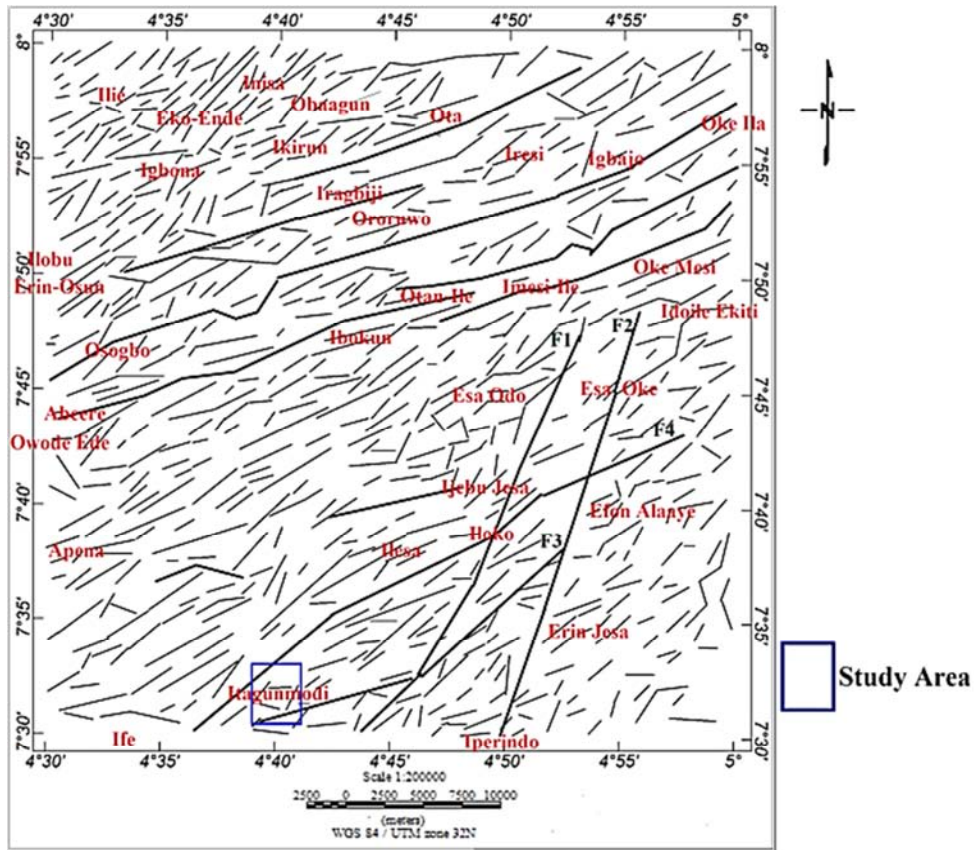 4°30' 4°35' 4°40' 4°45' 4°50' 4°55' 5°
8° 8°
N
Inisa
Ilie
Obaagun
Eko-Ende
Ota
Oke Ila
Ikirun
Iresi
Igbajo
7°55' 7°55'
Igbona
Iragbiji
Ororuwo
Ilobu
7°50' 7°50'
Erin-Osun
Oke Mesi
Otan Ile
Imesi Ile
Idoile Ekiti
F2
Osogbo
Ibokun
F1
7°45' 7°45'
Esa Odo
Esa-Oke
Abeere
F4
Owode Ede
Ijebu Jesa
7°40' 7°40'
Efon Alaaye
Iloko
F3
Apena
Ilesa
7°35' 7°35'
Erin Jesa
Study Area
Itagunmodi
7°30' 7°30'
Ife
Iperindo
4°30' 4°35' 4°40' 4°45' 4°50' 4°55' 5°
Scale 1:200000
2500 0 2500 5000 7500 10000
(meters)
WGS 84 / UTM zone 32N